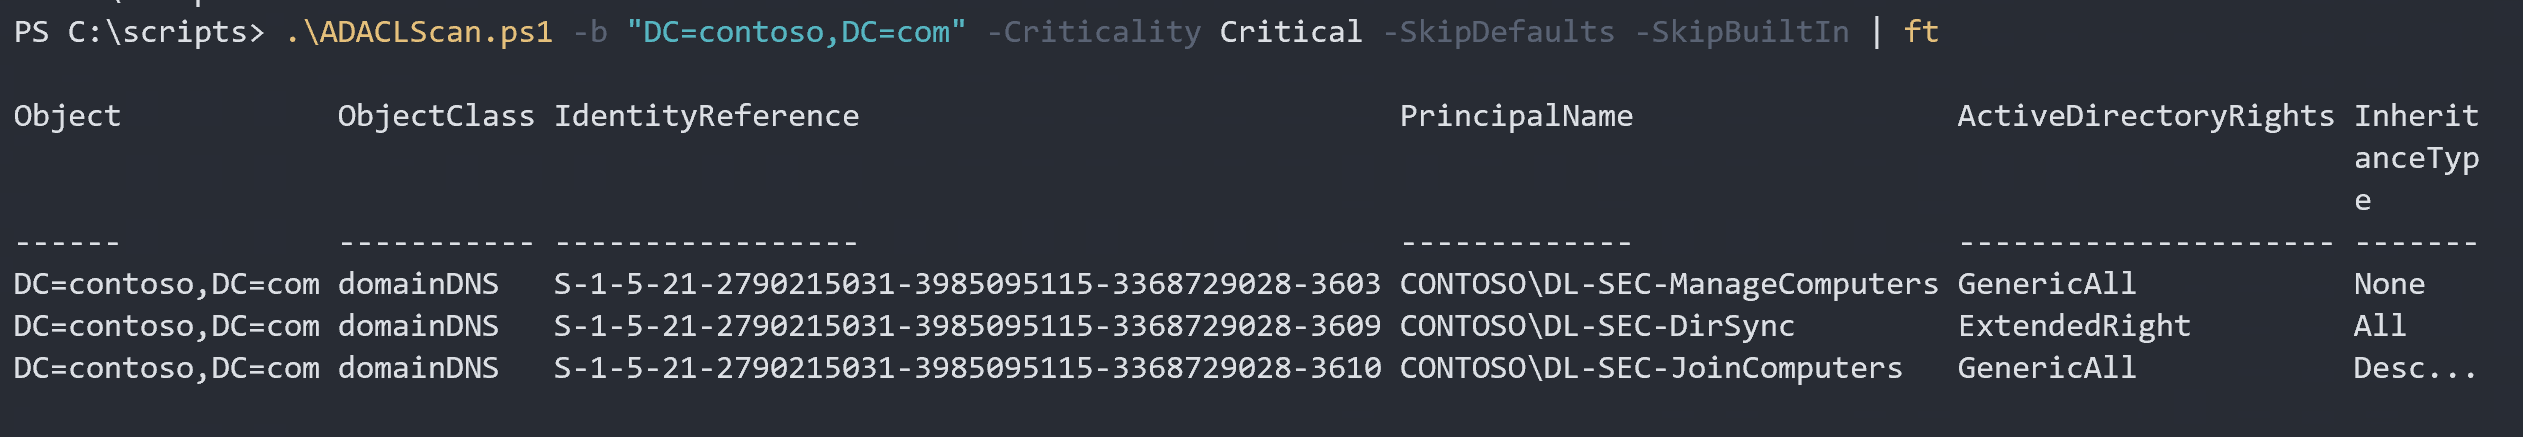 PS C:\scripts> .\ADACLScan.ps1 -b "DC=contoso,DC=com" -Criticality Critical -SkipDefaults -SkipBuiltIn | ft
Object ObjectClass IdentityReference PrincipalName ActiveDirectoryRights Inherit
anceTyp
e
------ ----------- ----------------- ------------- --------------------- -------
DC=contoso,DC=com domainDNS S-1-5-21-2790215031-3985095115-3368729028-3603 CONTOSO\DL-SEC-ManageComputers GenericAll None
DC=contoso,DC=com domainDNS S-1-5-21-2790215031-3985095115-3368729028-3609 CONTOSO\DL-SEC-DirSync ExtendedRight All
DC=contoso,DC=com domainDNS S-1-5-21-2790215031-3985095115-3368729028-3610 CONTOSO\DL-SEC-JoinComputers GenericAll Desc...